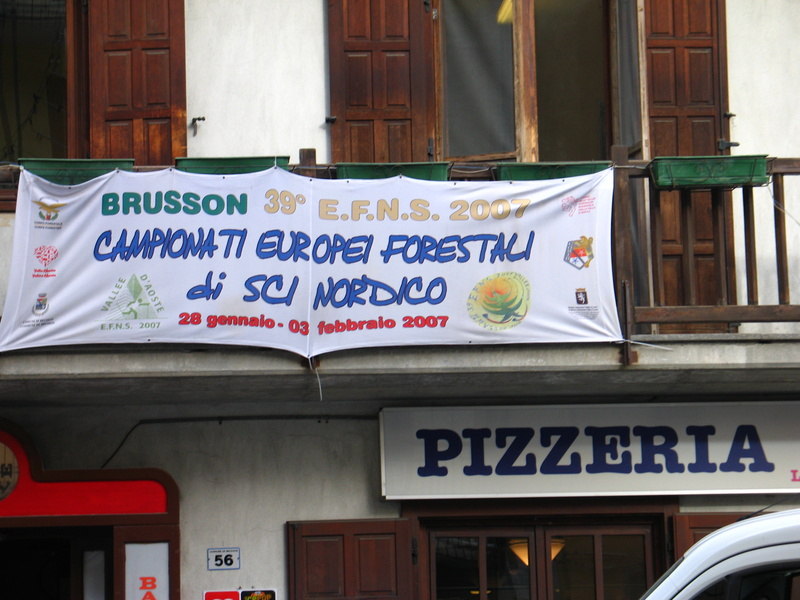 BRUSSON 39° E.F.N.S. 2007
CAMPIONATI EUROPEI FORESTALI
di SCI NORDICO
28 gennaio - 03 febbraio 2007
VALLEE D'AOSTE
E.F.N.S. 2007
PIZZERIA
L
56
BA